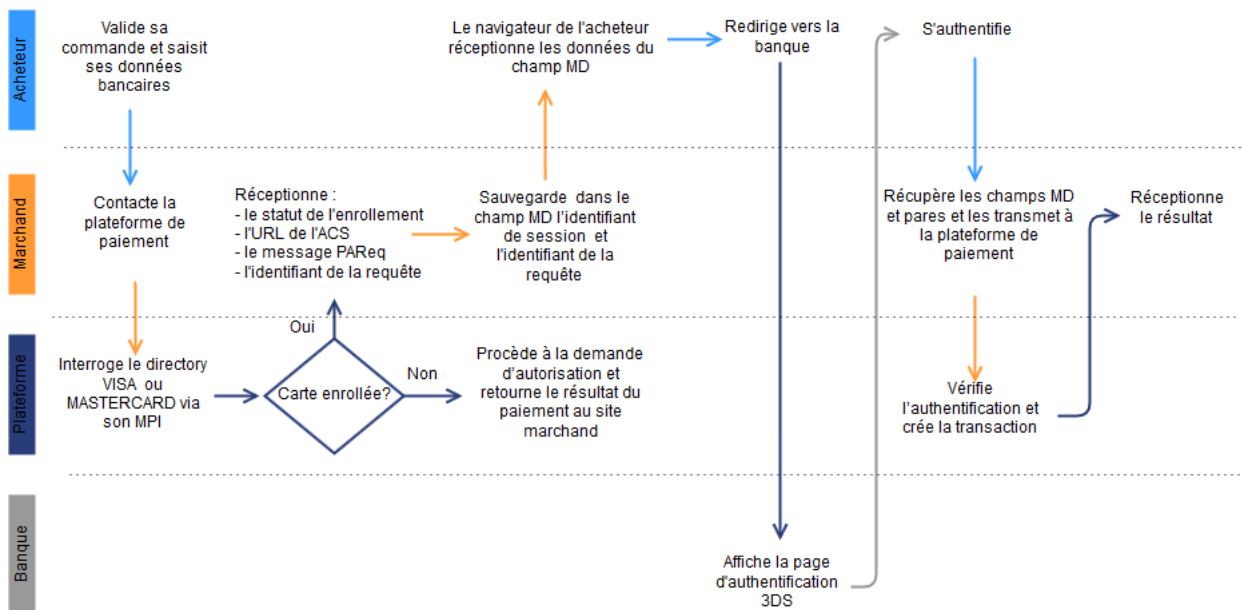 Acheteur
Valide sa
commande et saisit
ses données
bancaires
Le navigateur de l'acheteur
réceptionne les données du
champ MD
Redirige vers la
banque
S'authentifie
Marchand
Contacte la
plateforme de
paiement
Réceptionne :
- le statut de l'enrollement
- l'URL de l'ACS
- le message PAReq
- l'identifiant de la requête
Sauvegarde dans le
champ MD l'identifiant
de session et
l'identifiant de la
requête
Récupère les champs MD
et pares et les transmet à
la plateforme de
paiement
Réceptionne
le résultat
Plateforme
Interroge le directory
VISA ou
MASTERCARD via
son MPI
Oui
Carte enrollée?
Non
Procède à la demande
d'autorisation et
retourne le résultat du
paiement au site
marchand
Vérifie
l'authentification et
crée la transaction
Banque
Affiche la page
d'authentification
3DS